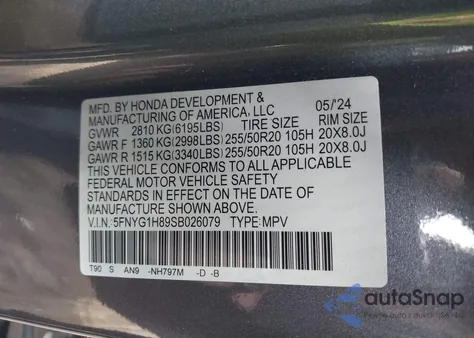 MFD. BY HONDA DEVELOPMENT &
MANUFACTURING OF AMERICA, LLC 05/'24
GVWR 2810 KG(6195LBS) TIRE SIZE RIM SIZE
GAWR F 1360 KG(2998LBS) 255/50R20 105H 20X8.0J
GAWR R 1515 KG(3340LBS) 255/50R20 105H 20X8.0J
THIS VEHICLE CONFORMS TO ALL APPLICABLE
FEDERAL MOTOR VEHICLE SAFETY
STANDARDS IN EFFECT ON THE DATE OF
MANUFACTURE SHOWN ABOVE.
V.I.N.:5FNYG1H89SB026079 TYPE:MPV
T90 S AN9 -NH797M -D -B
autoSnap